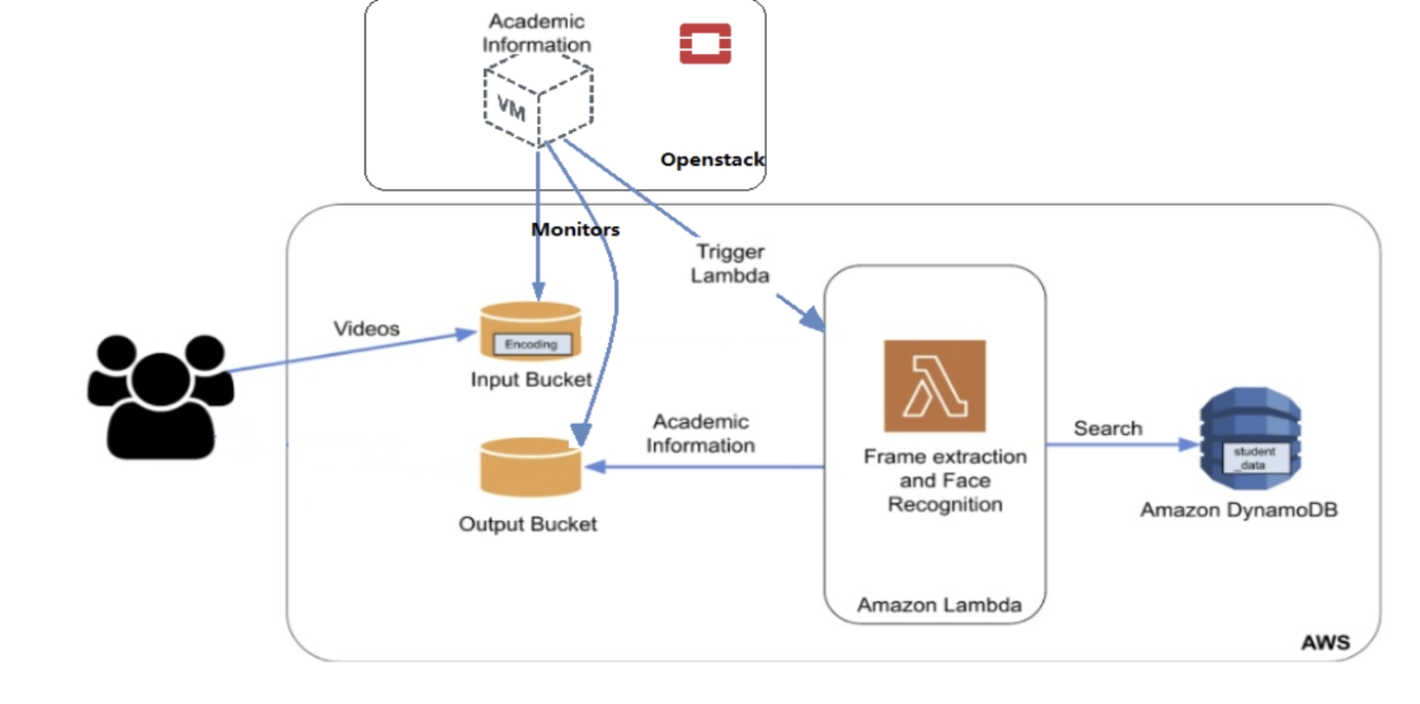 Academic
Information
VM
Openstack
Monitors
Trigger
Lambda
Videos
Encoding
Input Bucket
Academic
Information
Output Bucket
Frame extraction
and Face
Recognition
Amazon Lambda
Search
student
_data
Amazon DynamoDB
AWS